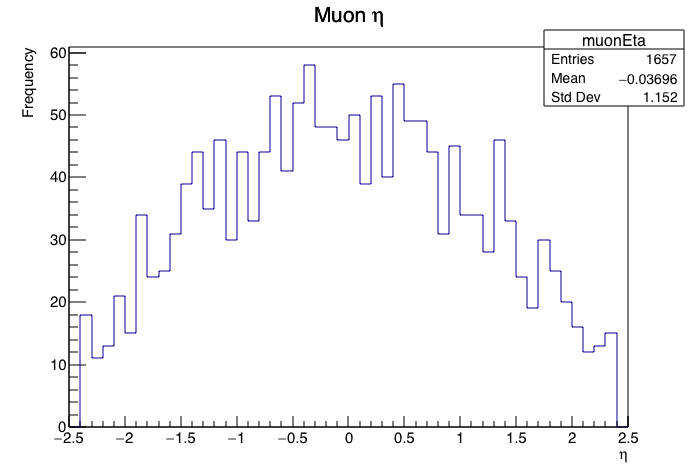 Muon η
muonEta
Entries 1657
Mean −0.03696
Std Dev 1.152
Frequency
60
50
40
30
20
10
0
−2.5 −2 −1.5 −1 −0.5 0 0.5 1 1.5 2 2.5
η